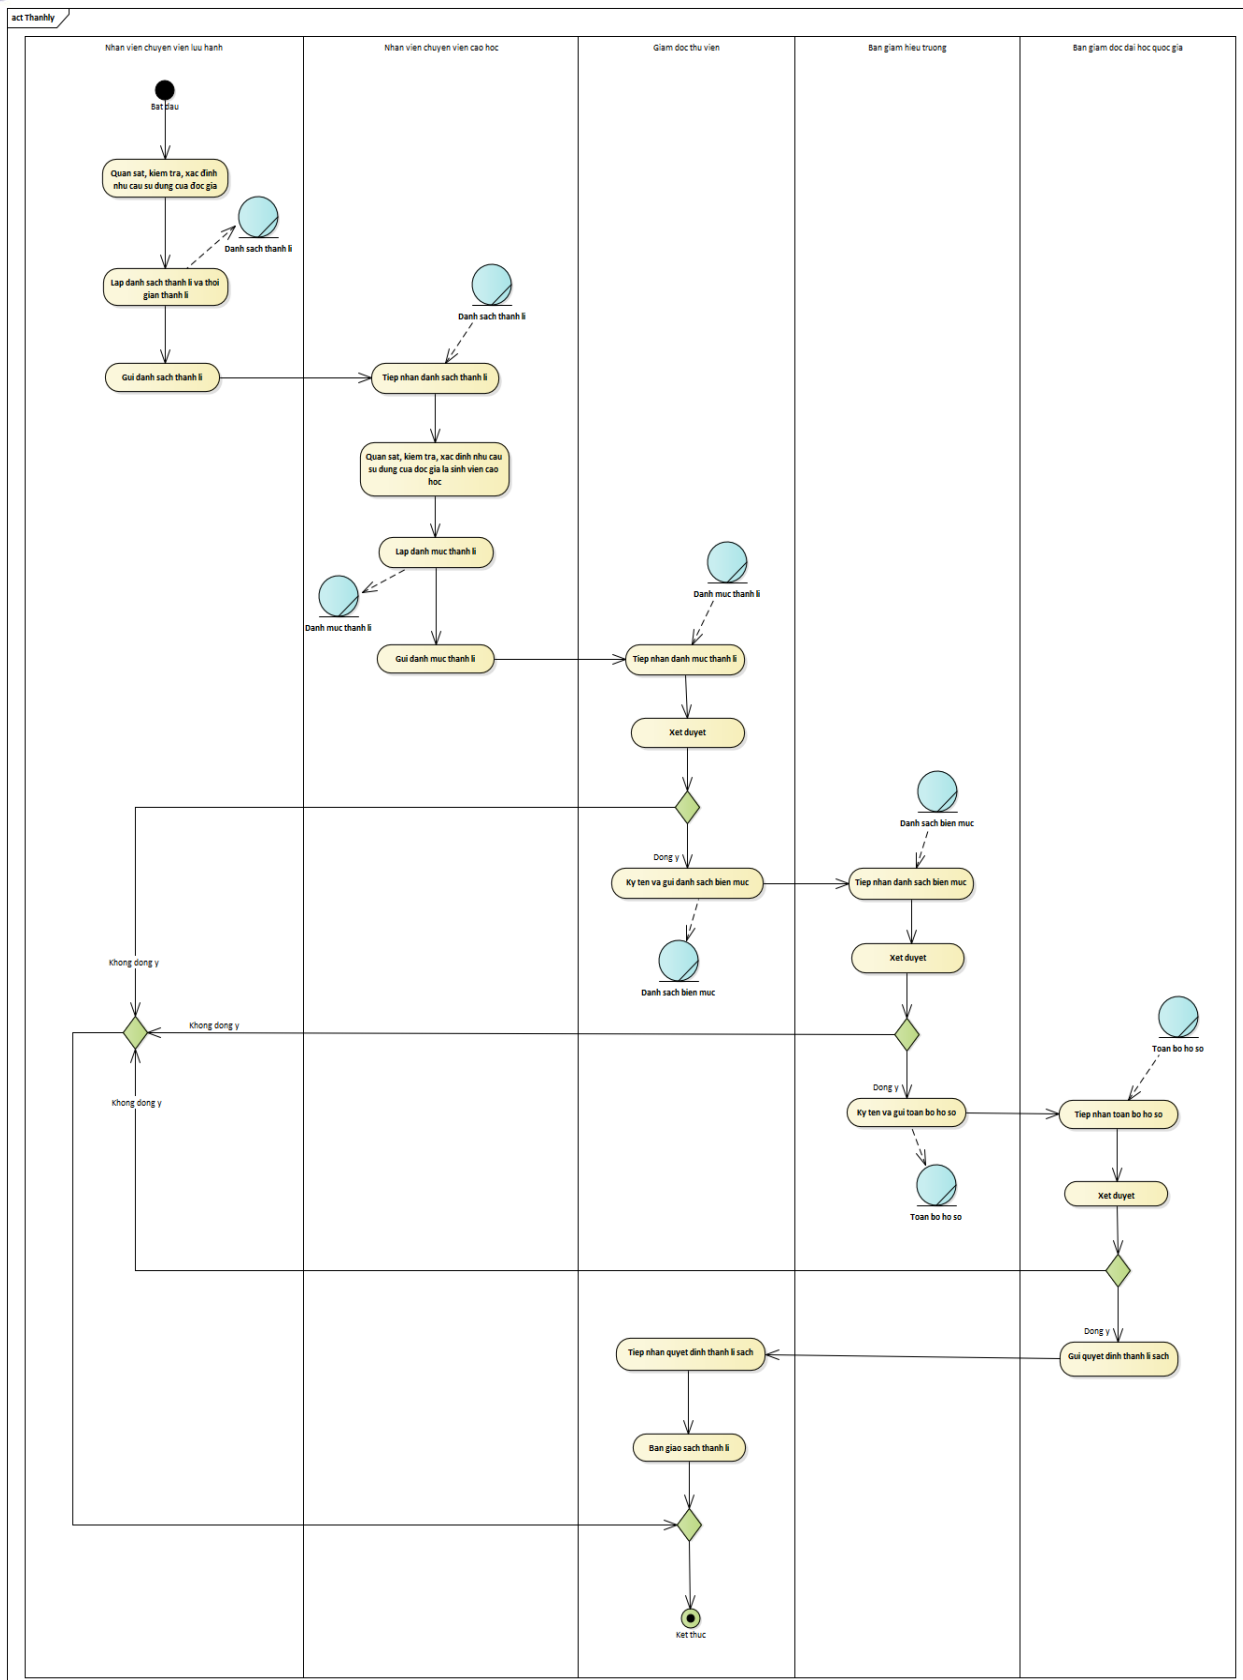 act Thanhly
Nhan vien chuyen vien luu hanh
Nhan vien chuyen vien cao hoc
Giam doc thu vien
Ban giam hieu truong
Ban giam doc dai hoc quoc gia
Bat dau
Quan sat, kiem tra, xac đinh
nhu cau su dung cua đoc gia
Danh sach thanh li
Lap danh sach thanh li va thoi
gian thanh li
Danh sach thanh li
Gui danh sach thanh li
Tiep nhan danh sach thanh li
Quan sat, kiem tra, xac dinh nhu cau
su dung cua doc gia la sinh vien cao
hoc
Lap danh muc thanh li
Danh muc thanh li
Danh muc thanh li
Gui danh muc thanh li
Tiep nhan danh muc thanh li
Xet duyet
Danh sach bien muc
Dong y
Ky ten va gui danh sach bien muc
Tiep nhan danh sach bien muc
Xet duyet
Khong dong y
Danh sach bien muc
Khong dong y
Toan bo ho so
Dong y
Khong dong y
Ky ten va gui toan bo ho so
Tiep nhan toan bo ho so
Xet duyet
Toan bo ho so
Dong y
Tiep nhan quyet dinh thanh li sach
Gui quyet dinh thanh li sach
Ban giao sach thanh li
Ket thuc